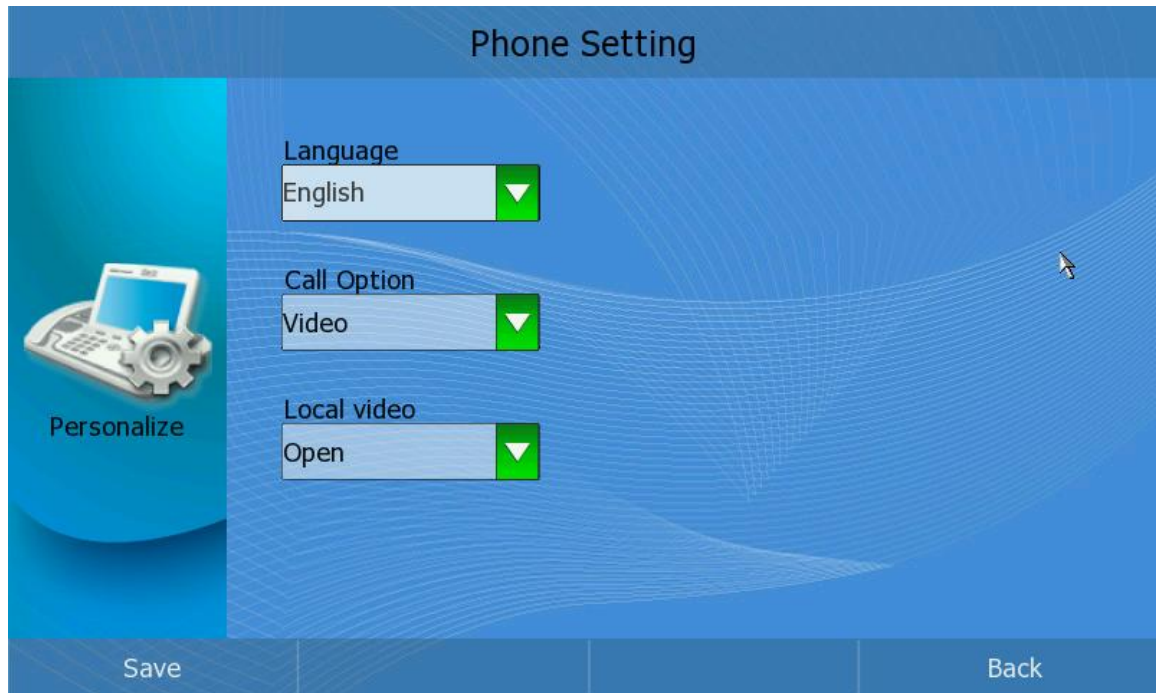 Phone Setting
Language
English
Call Option
Video
Local video
Open
Personalize
Save
Back